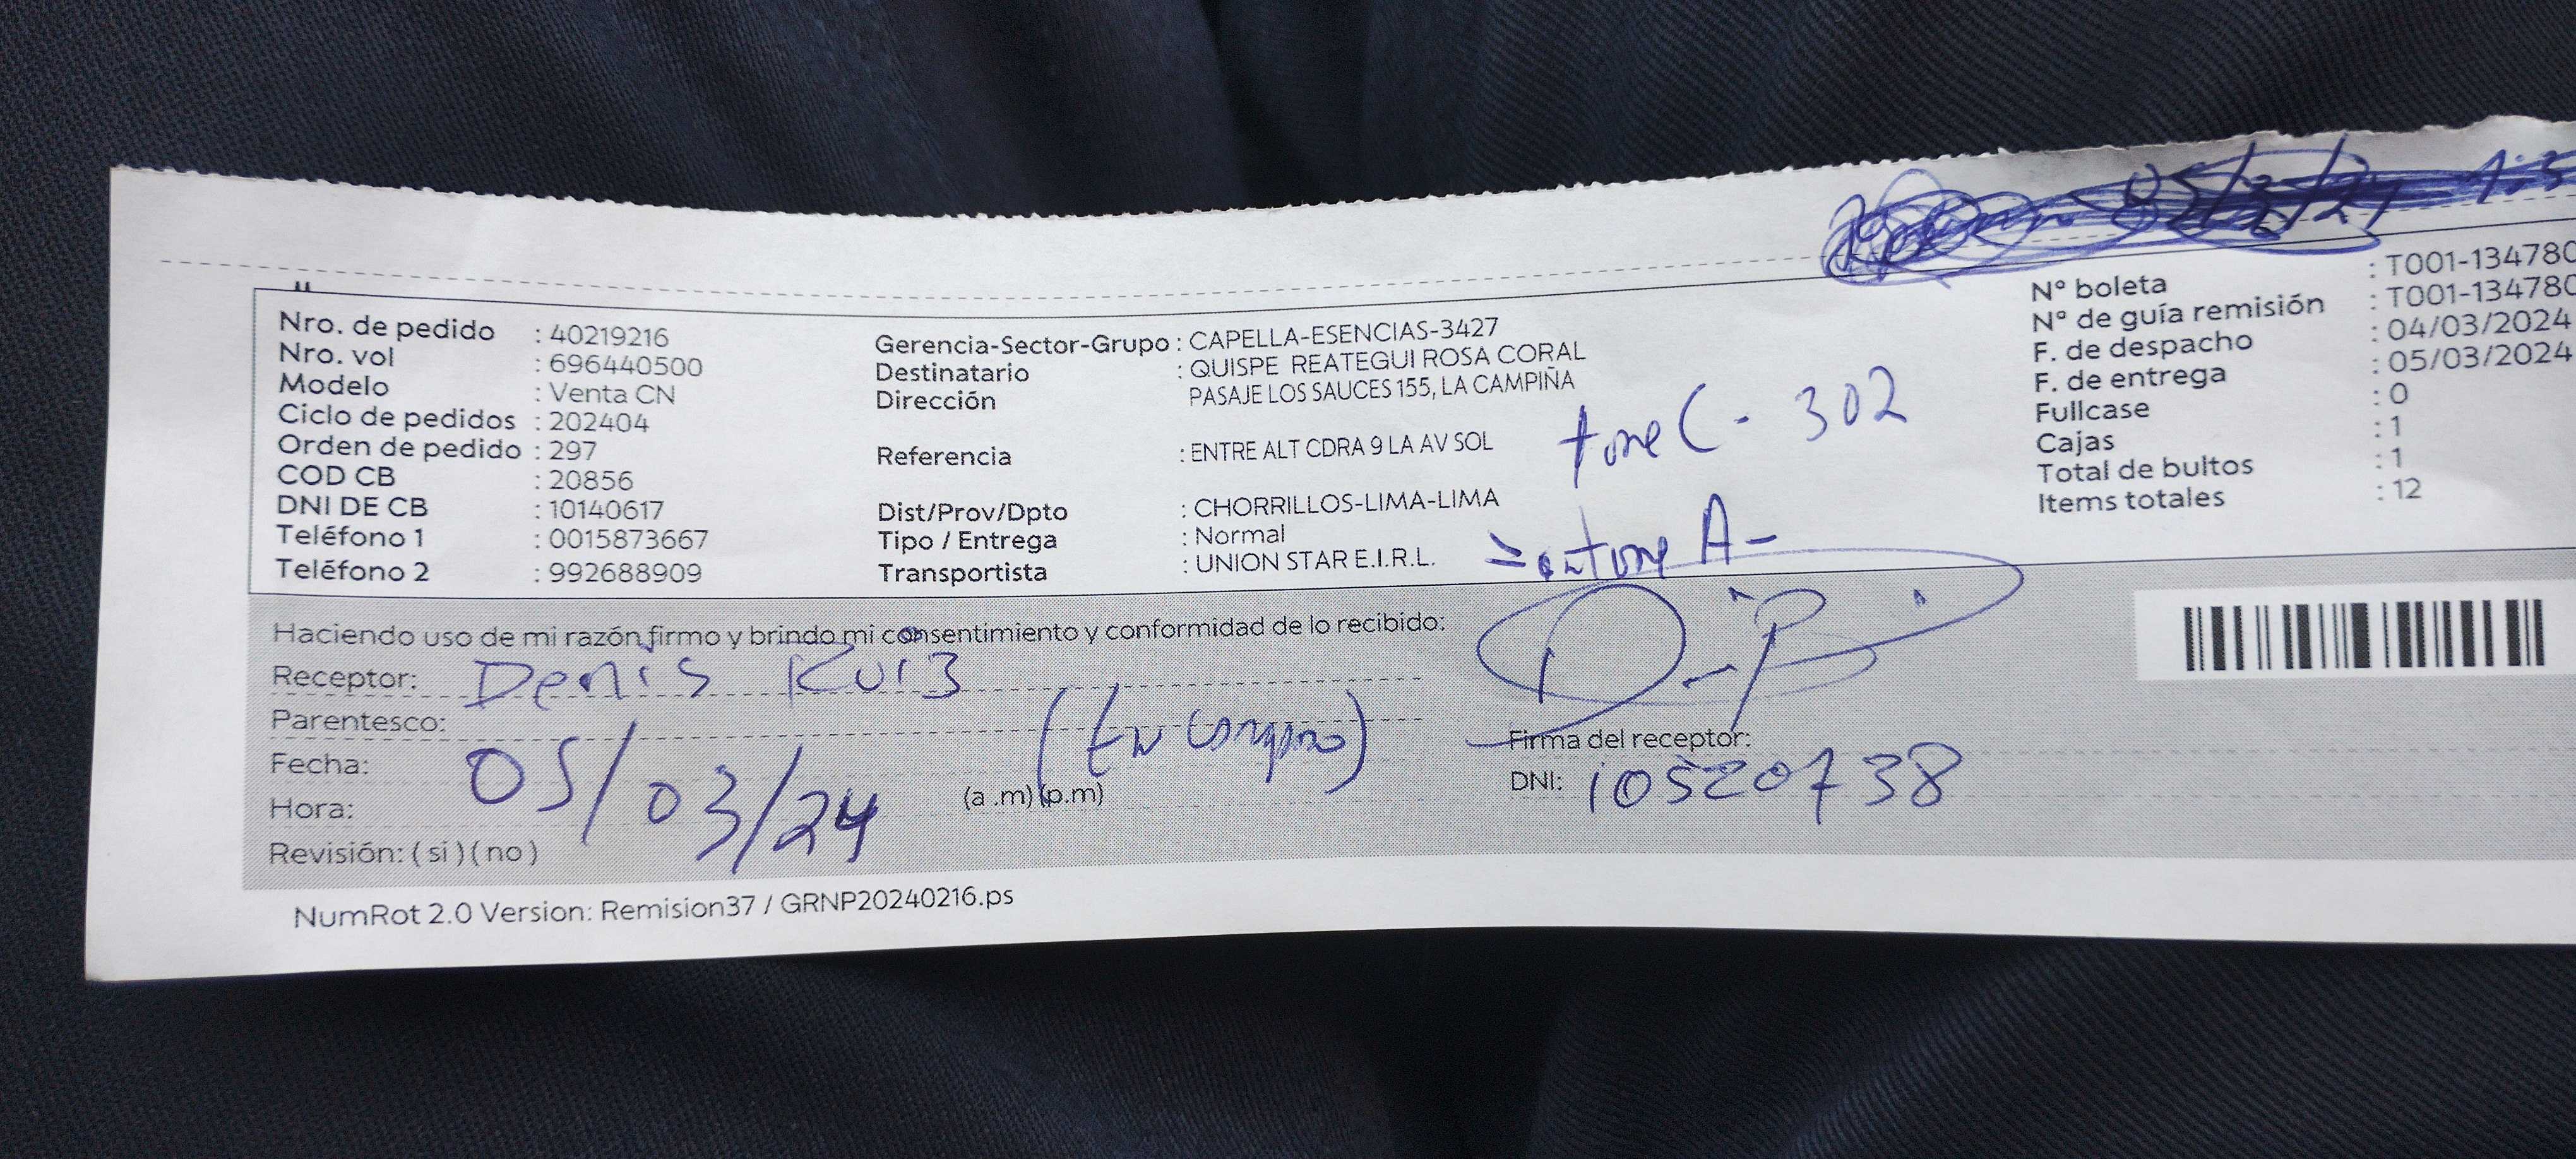 05/3/24
Nro. de pedido : 40219216
Nro. vol : 696440500
Modelo : Venta CN
Ciclo de pedidos : 202404
Orden de pedido : 297
COD CB : 20856
DNI DE CB : 10140617
Teléfono 1 : 0015873667
Teléfono 2 : 992688909
Gerencia-Sector-Grupo : CAPELLA-ESENCIAS-3427
Destinatario : QUISPE REATEGUI ROSA CORAL
Dirección PASAJE LOS SAUCES 155, LA CAMPIÑA
Referencia : ENTRE ALT CDRA 9 LA AV SOL
Dist/Prov/Dpto : CHORRILLOS-LIMA-LIMA
Tipo / Entrega : Normal
Transportista : UNION STAR E.I.R.L.
torre C - 302
torre A -
N° boleta : T001-134780
N° de guía remisión : T001-134780
F. de despacho : 04/03/2024
F. de entrega : 05/03/2024
Fullcase : 0
Cajas : 1
Total de bultos : 1
Items totales : 12
Haciendo uso de mi razón firmo y brindo mi consentimiento y conformidad de lo recibido:
Receptor: Denis Ruiz
Parentesco:
Fecha: 05/03/24
Hora: (a .m) (p.m)
Revisión: ( si ) ( no )
Firma del receptor:
DNI: 10520738
NumRot 2.0 Version: Remision37 / GRNP20240216.ps